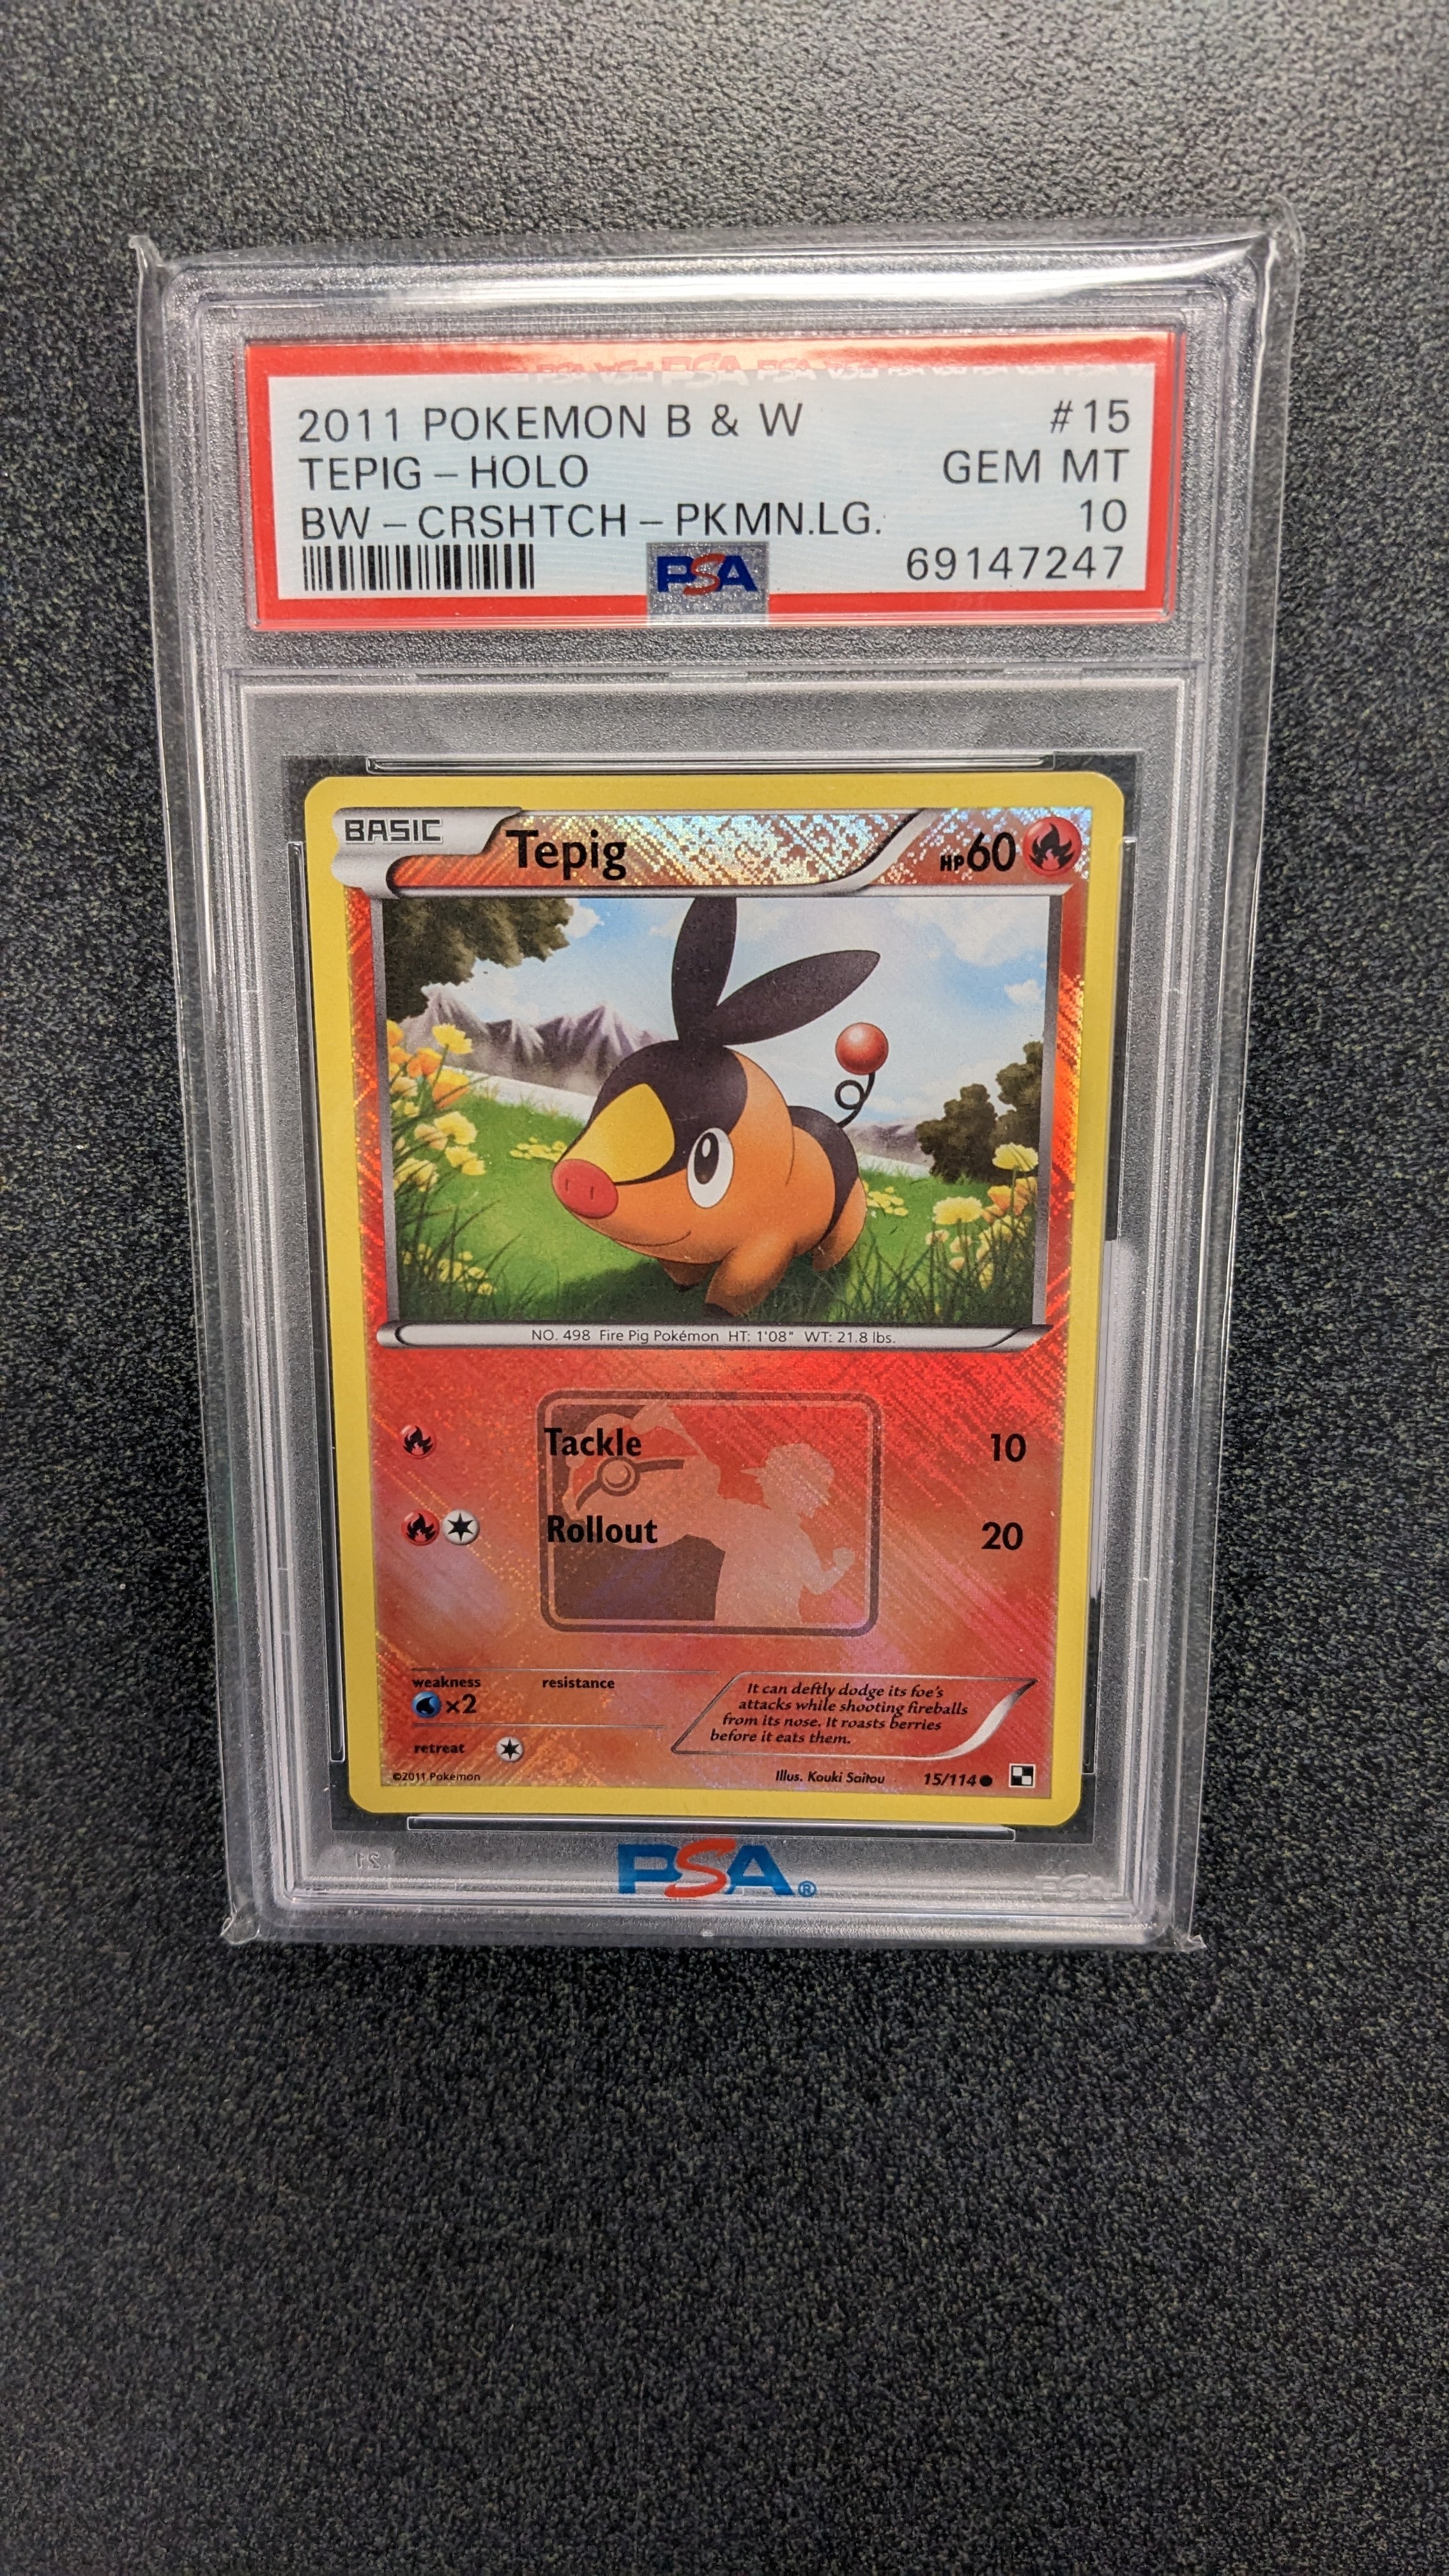 2011 POKEMON B & W #15
TEPIG - HOLO GEM MT
BW - CRSHTCH - PKMN.LG. 10
PSA 69147247
BASIC Tepig HP60
NO. 498 Fire Pig Pokémon HT: 1'08" WT: 21.8 lbs.
Tackle 10
Rollout 20
weakness resistance
×2
retreat
It can deftly dodge its foe's
attacks while shooting fireballs
from its nose. It roasts berries
before it eats them.
©2011 Pokemon Illus. Kouki Saitou 15/114
PSA®